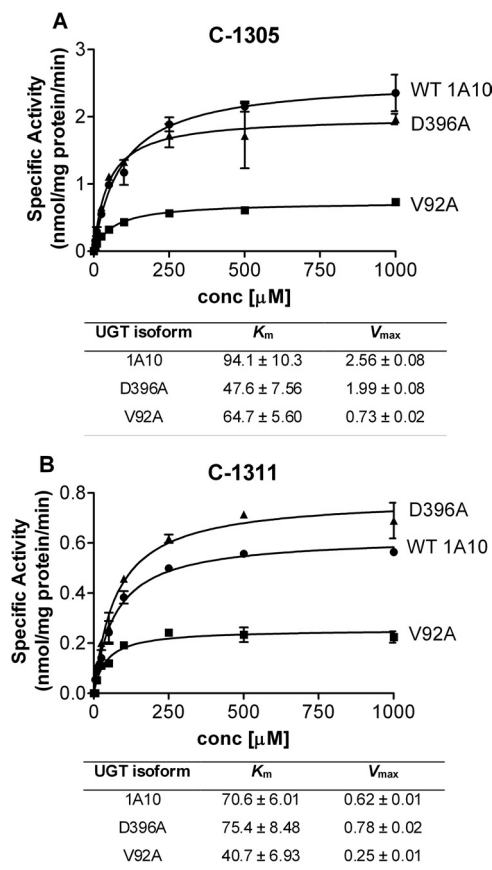 A
C-1305
Specific Activity
(nmol/mg protein/min)
3
2
1
0
WT 1A10
D396A
V92A
0 250 500 750 1000
conc [µM]
UGT isoform Km Vmax
1A10 94.1 ± 10.3 2.56 ± 0.08
D396A 47.6 ± 7.56 1.99 ± 0.08
V92A 64.7 ± 5.60 0.73 ± 0.02
B
C-1311
Specific Activity
(nmol/mg protein/min)
0.8
0.6
0.4
0.2
0.0
D396A
WT 1A10
V92A
0 250 500 750 1000
conc [µM]
UGT isoform Km Vmax
1A10 70.6 ± 6.01 0.62 ± 0.01
D396A 75.4 ± 8.48 0.78 ± 0.02
V92A 40.7 ± 6.93 0.25 ± 0.01